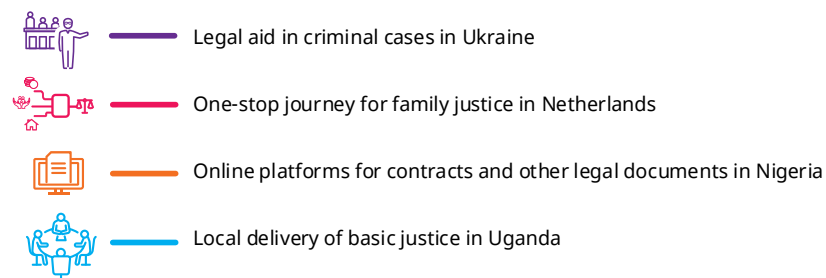 Legal aid in criminal cases in Ukraine
One-stop journey for family justice in Netherlands
Online platforms for contracts and other legal documents in Nigeria
Local delivery of basic justice in Uganda